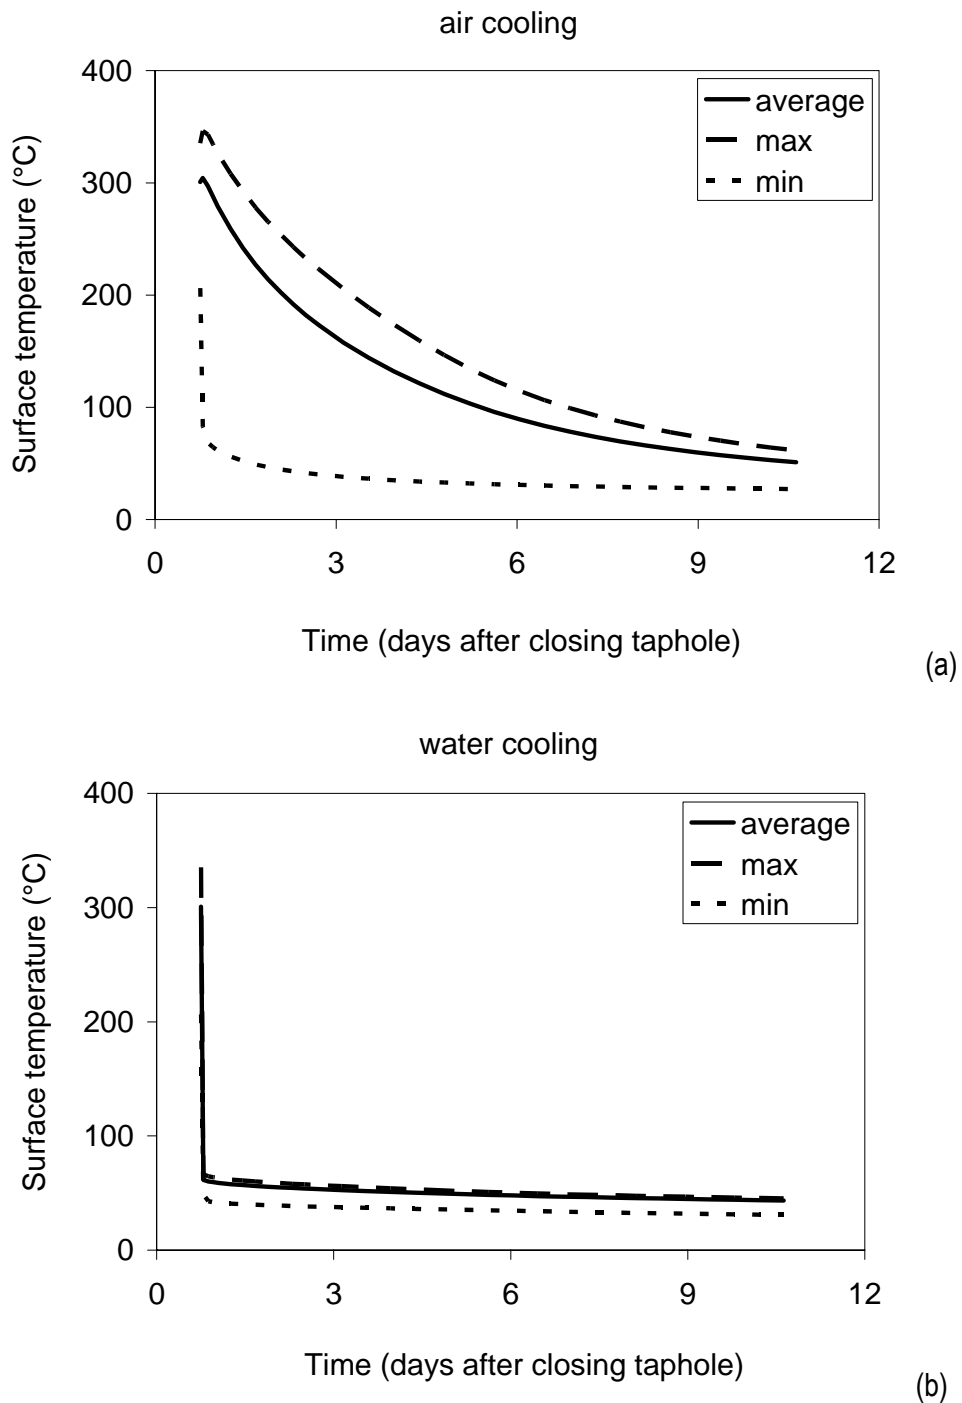 air cooling
400
300
200
100
0
Surface temperature (°C)
average
max
min
0 3 6 9 12
Time (days after closing taphole)
(a)
water cooling
400
300
200
100
0
Surface temperature (°C)
average
max
min
0 3 6 9 12
Time (days after closing taphole)
(b)